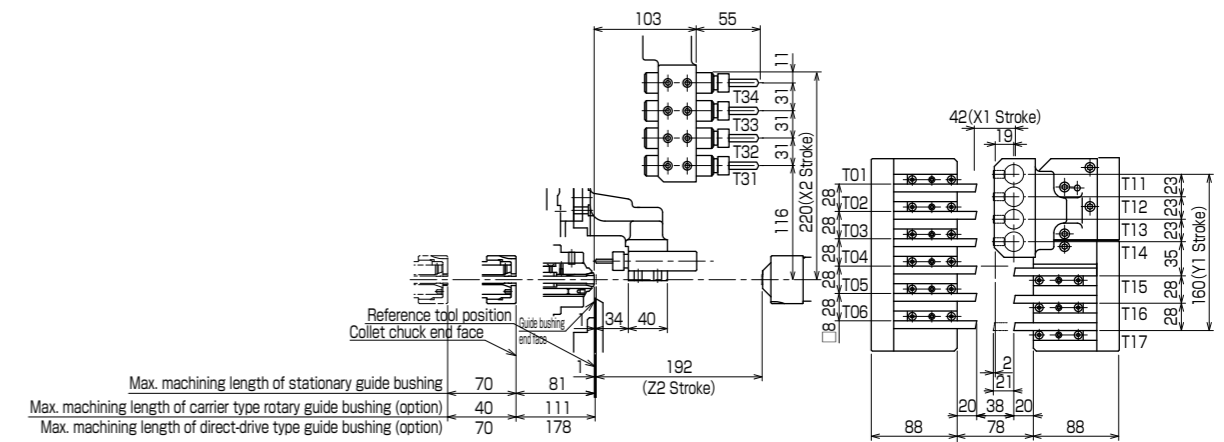 103
55
11
31
31
31
T34
T33
T32
T31
116
220(X2 Stroke)
42(X1 Stroke)
19
T01
T02
T03
T04
T05
T06
28
28
28
28
28
□8
T11
T12
T13
T14
T15
T16
T17
23
23
23
35
28
28
160(Y1 Stroke)
Reference tool position
Collet chuck end face
Guide bushing
end face
1
34
40
1
192
(Z2 Stroke)
2
21
20
38
20
88
78
88
Max. machining length of stationary guide bushing 70 81
Max. machining length of carrier type rotary guide bushing (option) 40 111
Max. machining length of direct-drive type guide bushing (option) 70 178